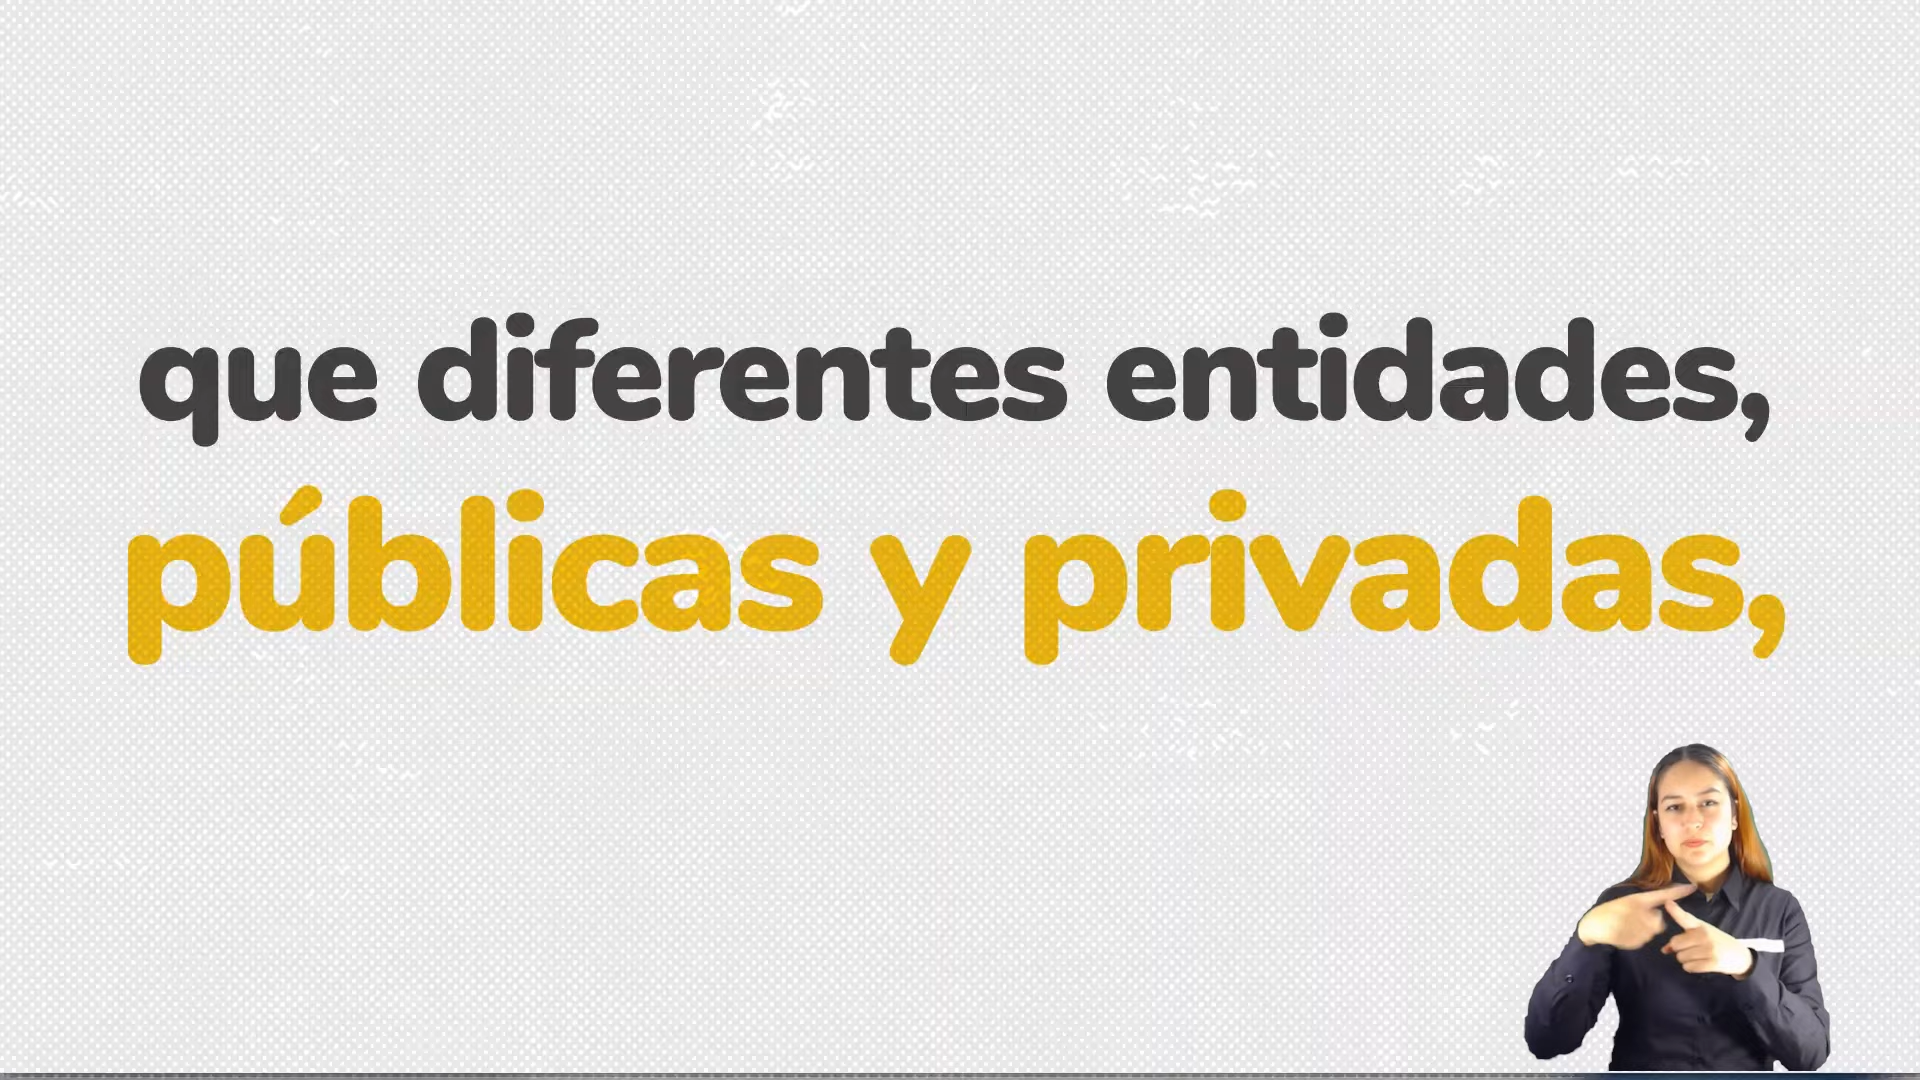 que diferentes entidades,
públicas y privadas,